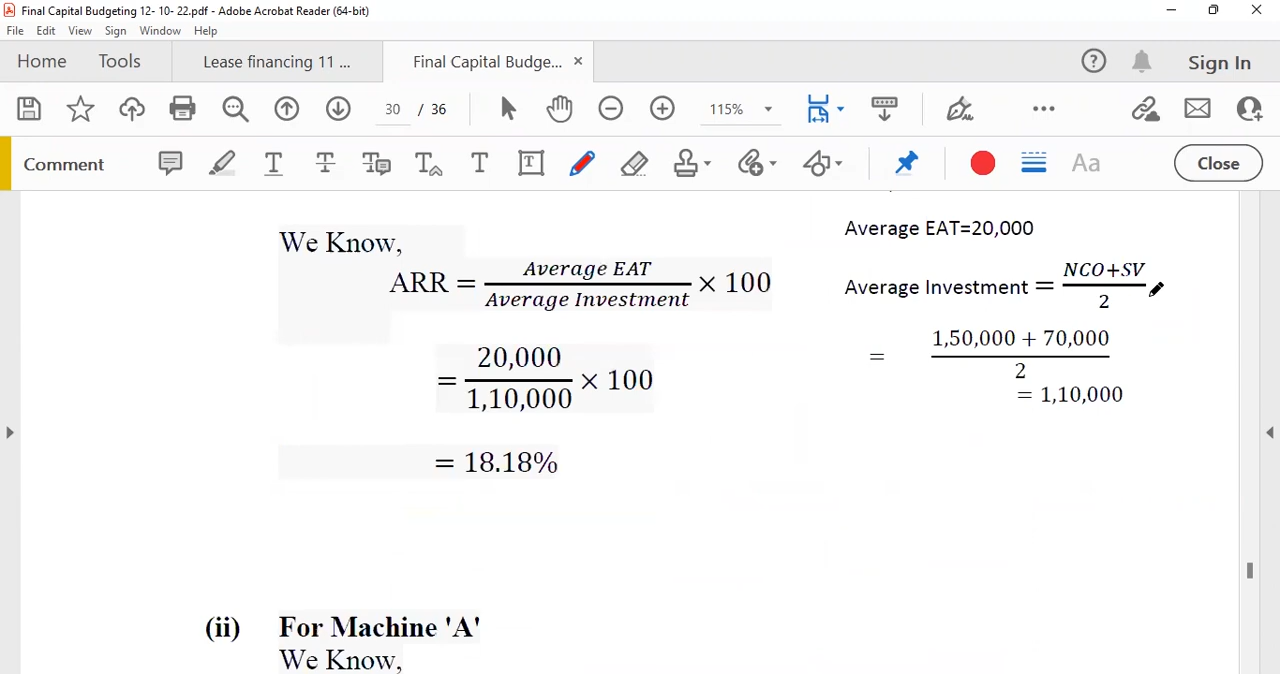 Final Capital Budgeting 12- 10- 22.pdf - Adobe Acrobat Reader (64-bit)
File Edit View Sign Window Help
Home Tools Lease financing 11 ... Final Capital Budge... × Sign In
30 / 36 115%
Comment Close
Average EAT=20,000
We Know,
ARR = Average EAT / Average Investment × 100
Average Investment = NCO+SV / 2
= 20,000 / 1,10,000 × 100
= 1,50,000 + 70,000 / 2
= 1,10,000
= 18.18%
(ii) For Machine 'A'
We Know,